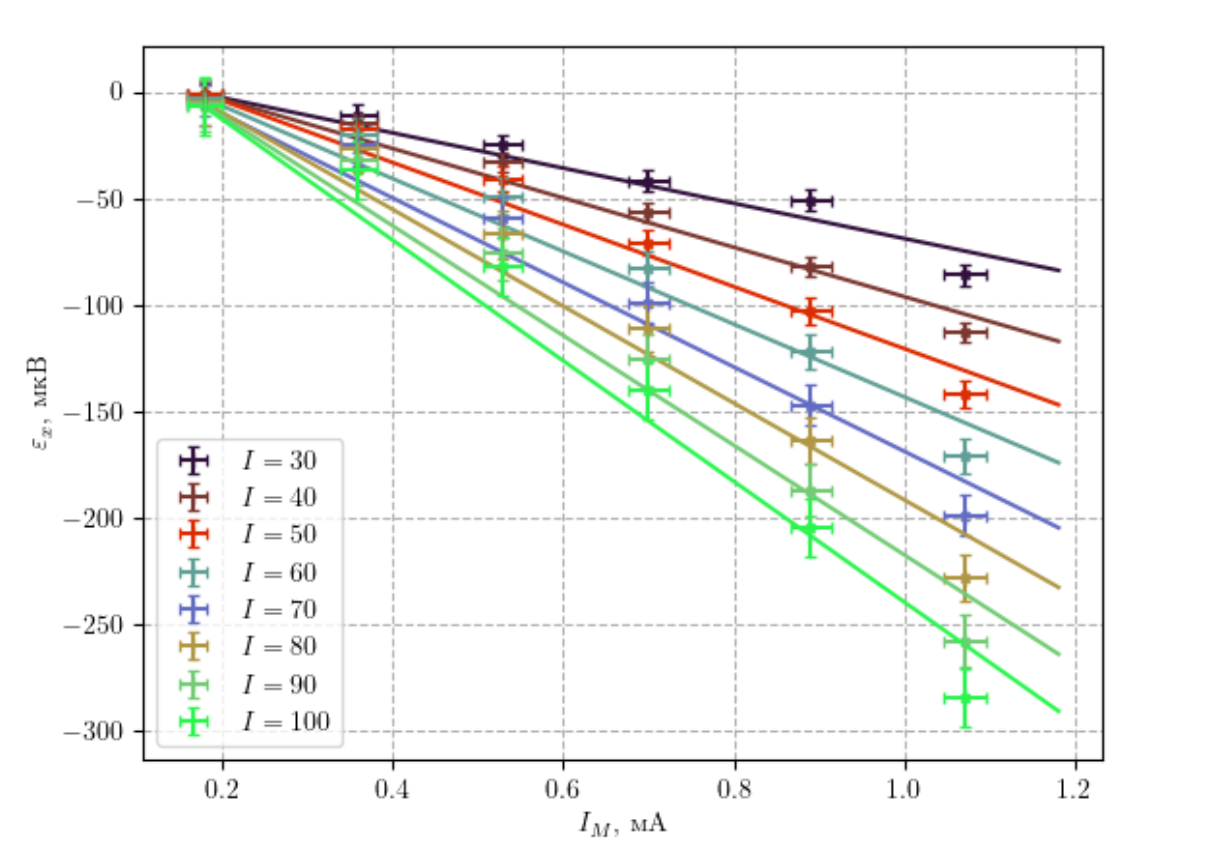 0
−50
−100
−150
−200
−250
−300
εx, мкВ
I = 30
I = 40
I = 50
I = 60
I = 70
I = 80
I = 90
I = 100
0.2 0.4 0.6 0.8 1.0 1.2
IM, мА